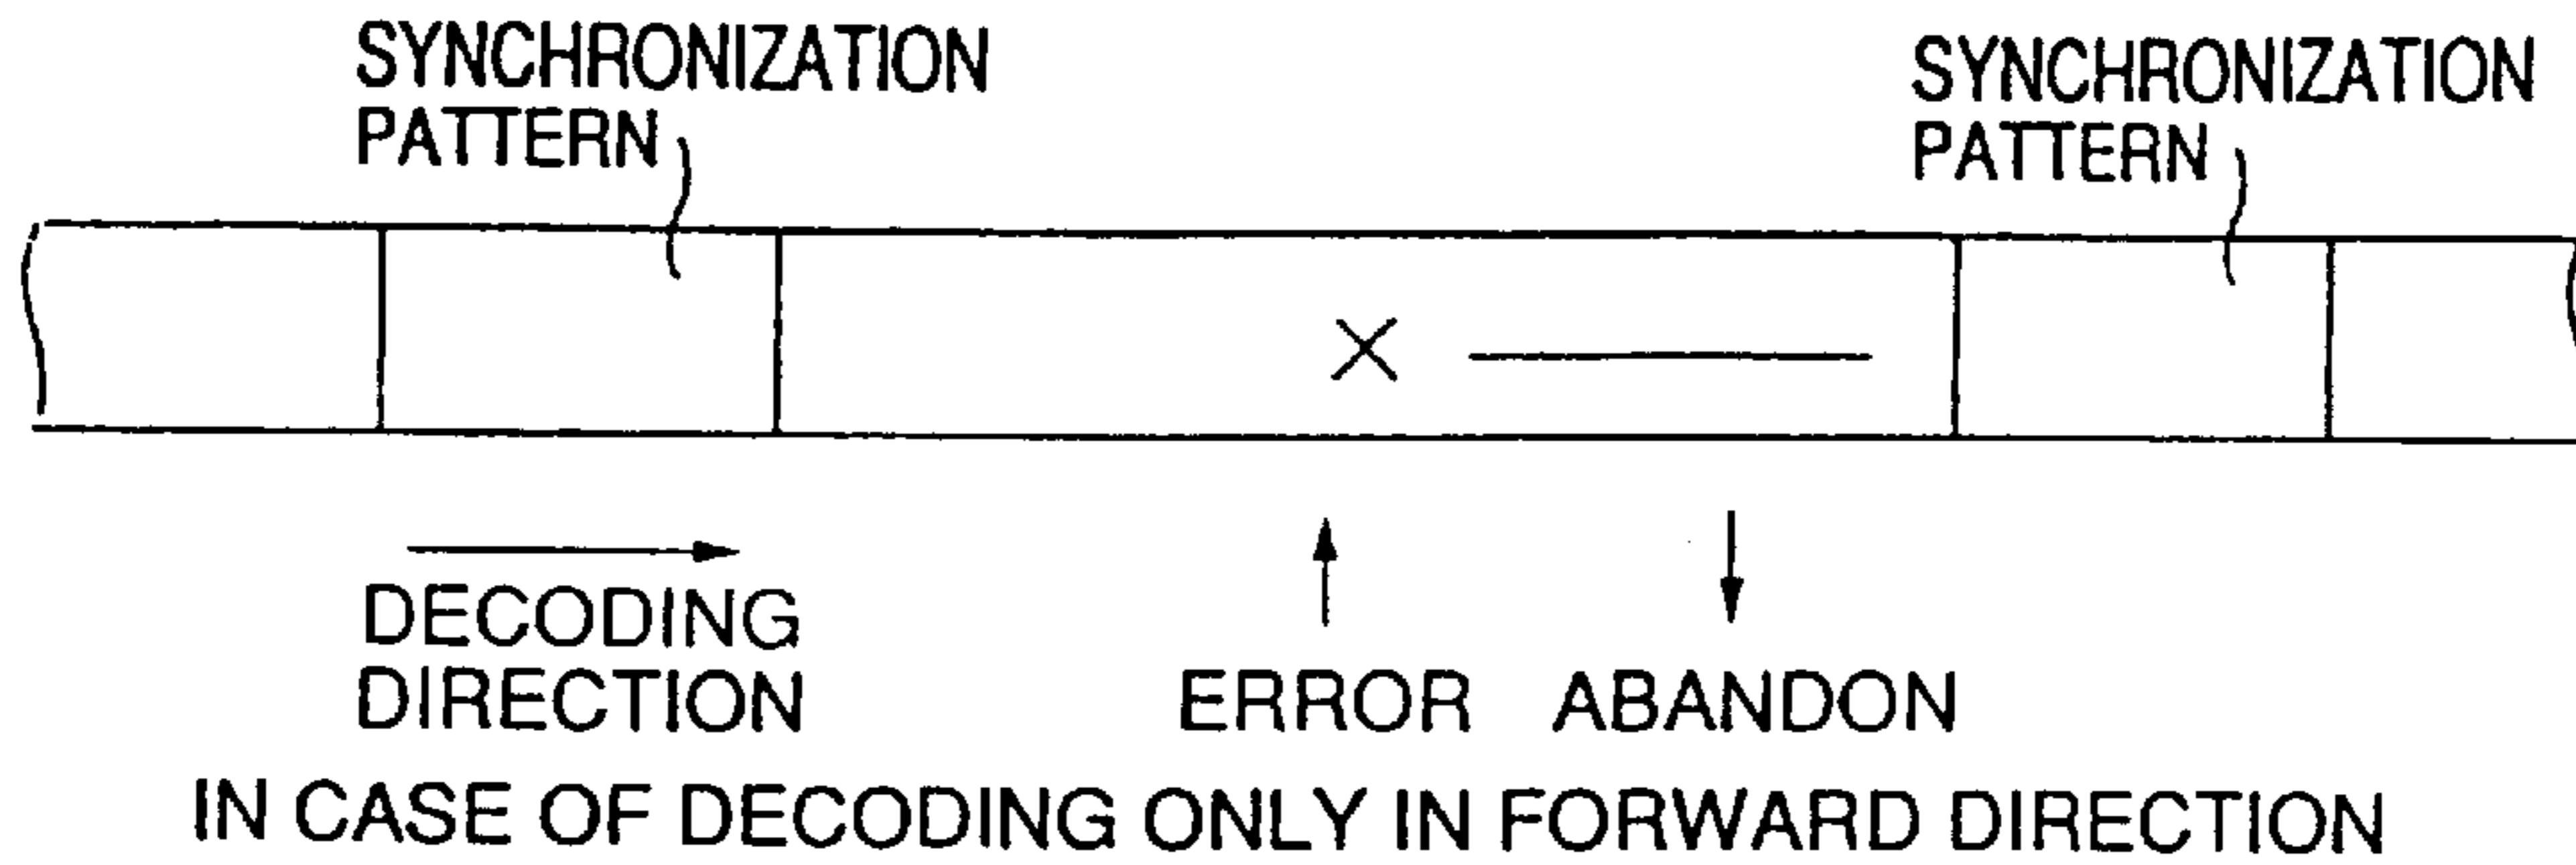 SYNCHRONIZATION
PATTERN
SYNCHRONIZATION
PATTERN
DECODING
DIRECTION
ERROR
ABANDON
IN CASE OF DECODING ONLY IN FORWARD DIRECTION